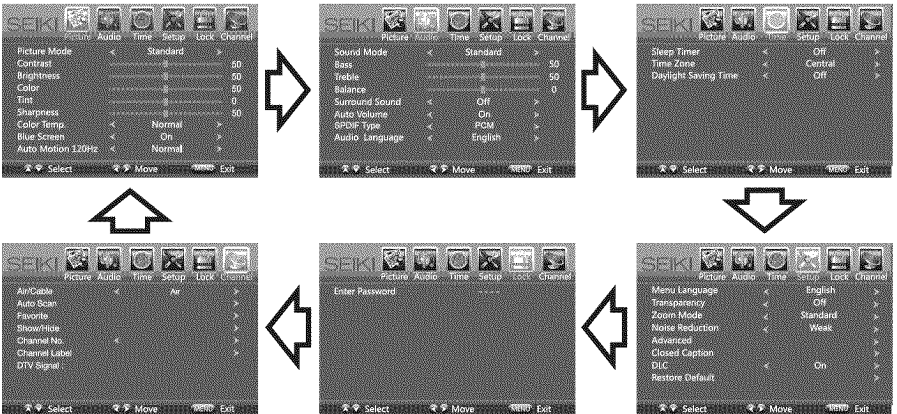 SEIKI
Picture Audio Time Setup Lock Channel
Picture Mode < Standard >
Contrast 50
Brightness 50
Color 50
Tint 0
Sharpness 50
Color Temp. < Normal >
Blue Screen < On >
Auto Motion 120Hz < Normal
Select Move MENU Exit
SEIKI
Picture Audio Time Setup Lock Channel
Sound Mode < Standard >
Bass 50
Treble 50
Balance 0
Surround Sound < Off >
Auto Volume < On >
SPDIF Type < PCM >
Audio Language < English >
Select Move MENU Exit
SEIKI
Picture Audio Time Setup Lock Channel
Sleep Timer < Off >
Time Zone < Central >
Daylight Saving Time < Off >
Select Move MENU Exit
SEIKI
Picture Audio Time Setup Lock Channel
Menu Language < English >
Transparency < Off >
Zoom Mode < Standard >
Noise Reduction < Weak >
Advanced >
Closed Caption >
DLC < On >
Restore Default >
Select Move MENU Exit
SEIKI
Picture Audio Time Setup Lock Channel
Enter Password
Select Move MENU Exit
SEIKI
Picture Audio Time Setup Lock Channel
Air/Cable < Air >
Auto Scan >
Favorite >
Show/Hide >
Channel No. < >
Channel Label >
DTV Signal :
Select Move MENU Exit